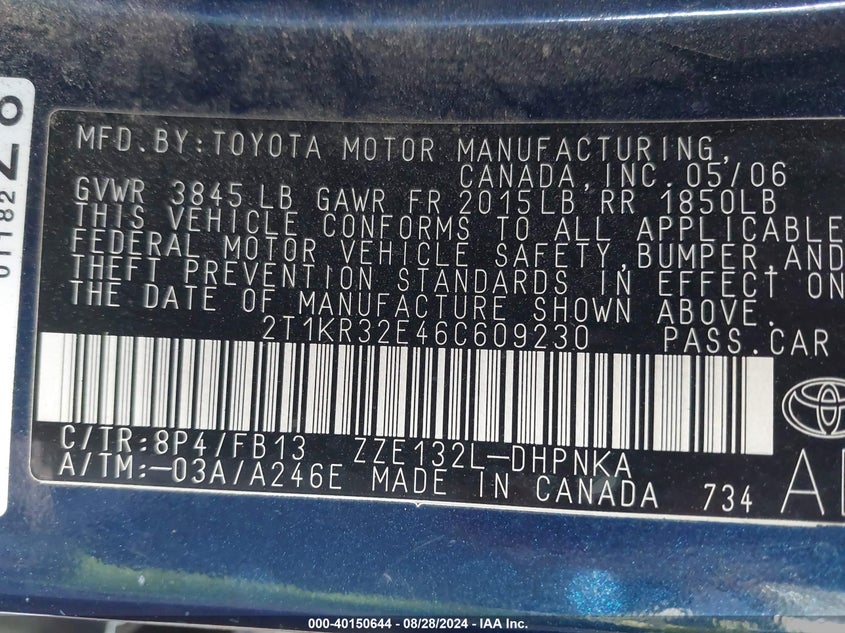 MFD.BY:TOYOTA MOTOR MANUFACTURING,
CANADA,INC.05/06
GVWR 3845LB GAWR FR 2015LB RR 1850LB
THIS VEHICLE CONFORMS TO ALL APPLICABLE
FEDERAL MOTOR VEHICLE SAFETY,BUMPER,AND
THEFT PREVENTION STANDARDS IN EFFECT ON
THE DATE OF MANUFACTURE SHOWN ABOVE.
2T1KR32E46C609230 PASS.CAR
C/TR:8P4/FB13 ZZE132L-DHPNKA
A/TM:-03A/A246E MADE IN CANADA 734
01182
000-40150644 - 08/28/2024 - IAA Inc.